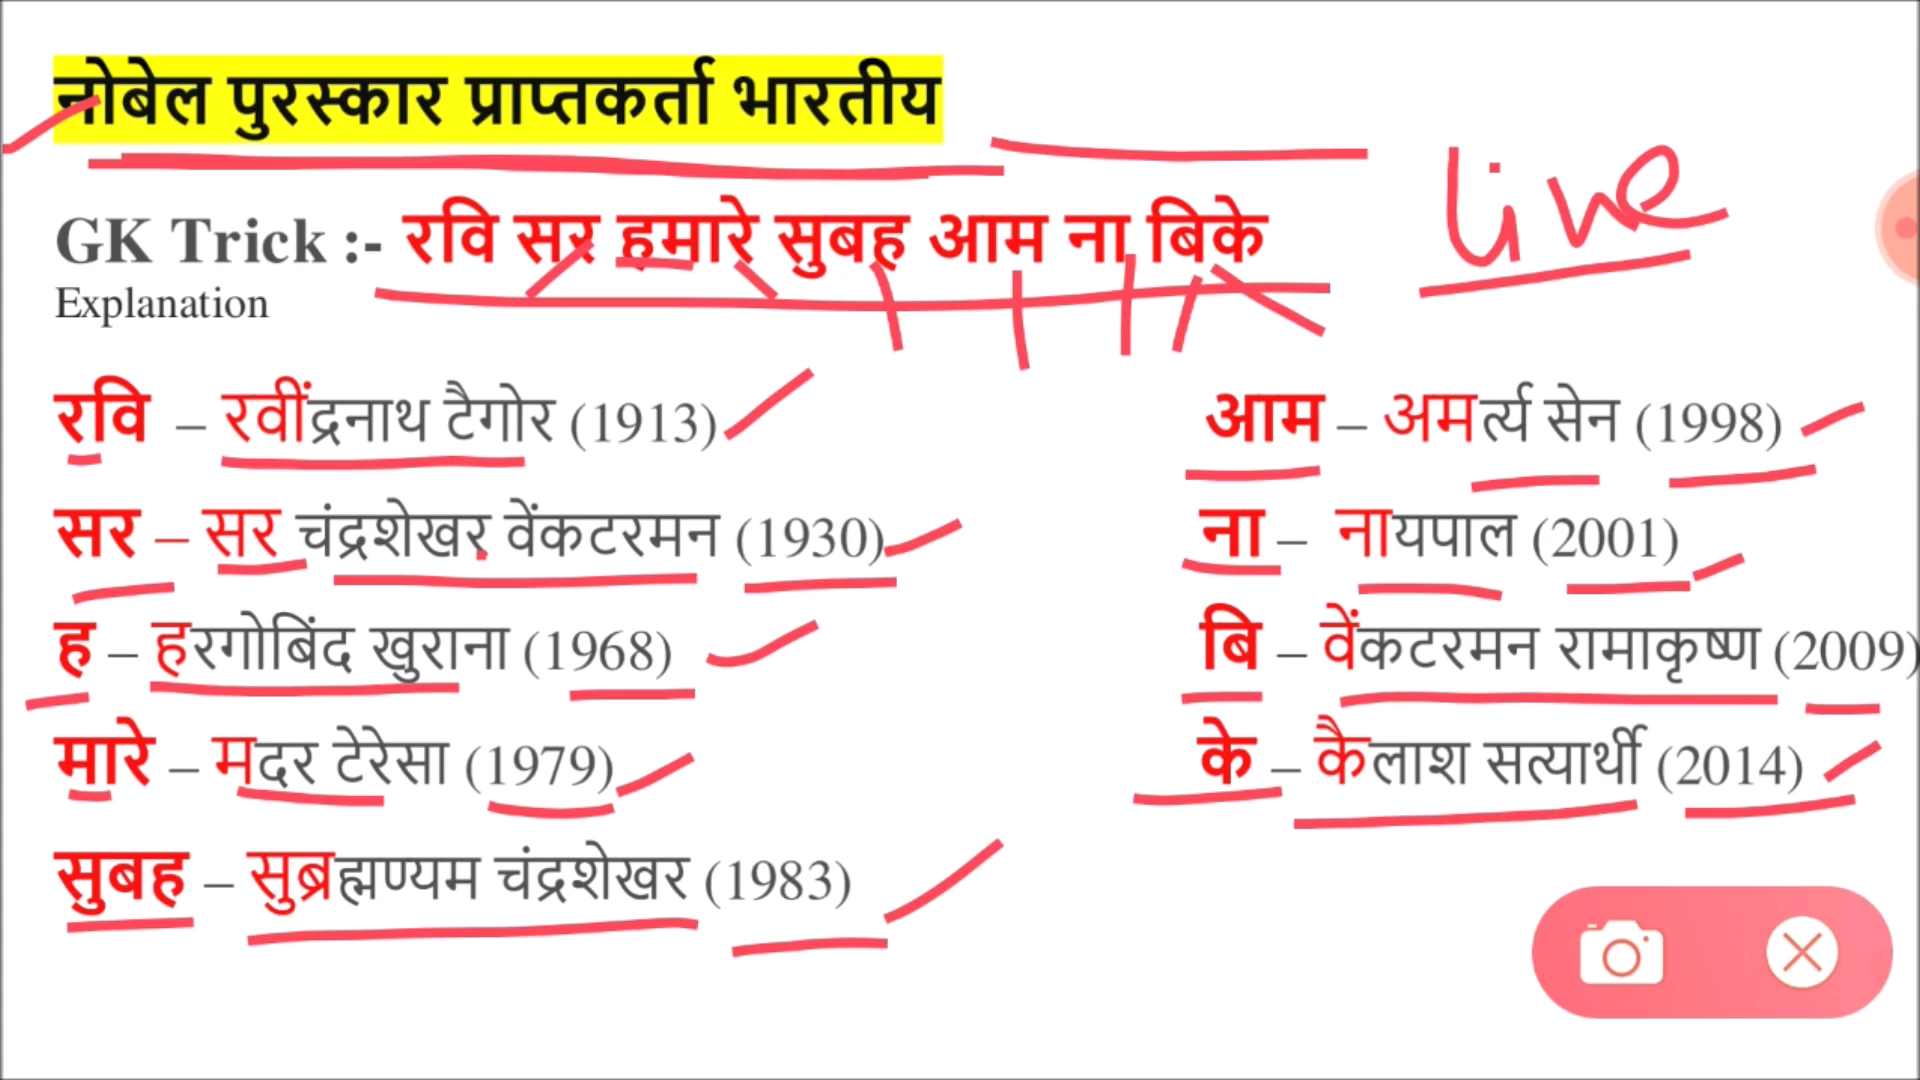 नोबेल पुरस्कार प्राप्तकर्ता भारतीय
live
GK Trick :- रवि सर हमारे सुबह आम ना बिके
Explanation
रवि – रवींद्रनाथ टैगोर (1913)
सर – सर चंद्रशेखर वेंकटरमन (1930)
ह – हरगोबिंद खुराना (1968)
मारे – मदर टेरेसा (1979)
सुबह – सुब्रह्मण्यम चंद्रशेखर (1983)
आम – अमर्त्य सेन (1998)
ना – नायपाल (2001)
बि – वेंकटरमन रामाकृष्ण (2009)
के – कैलाश सत्यार्थी (2014)